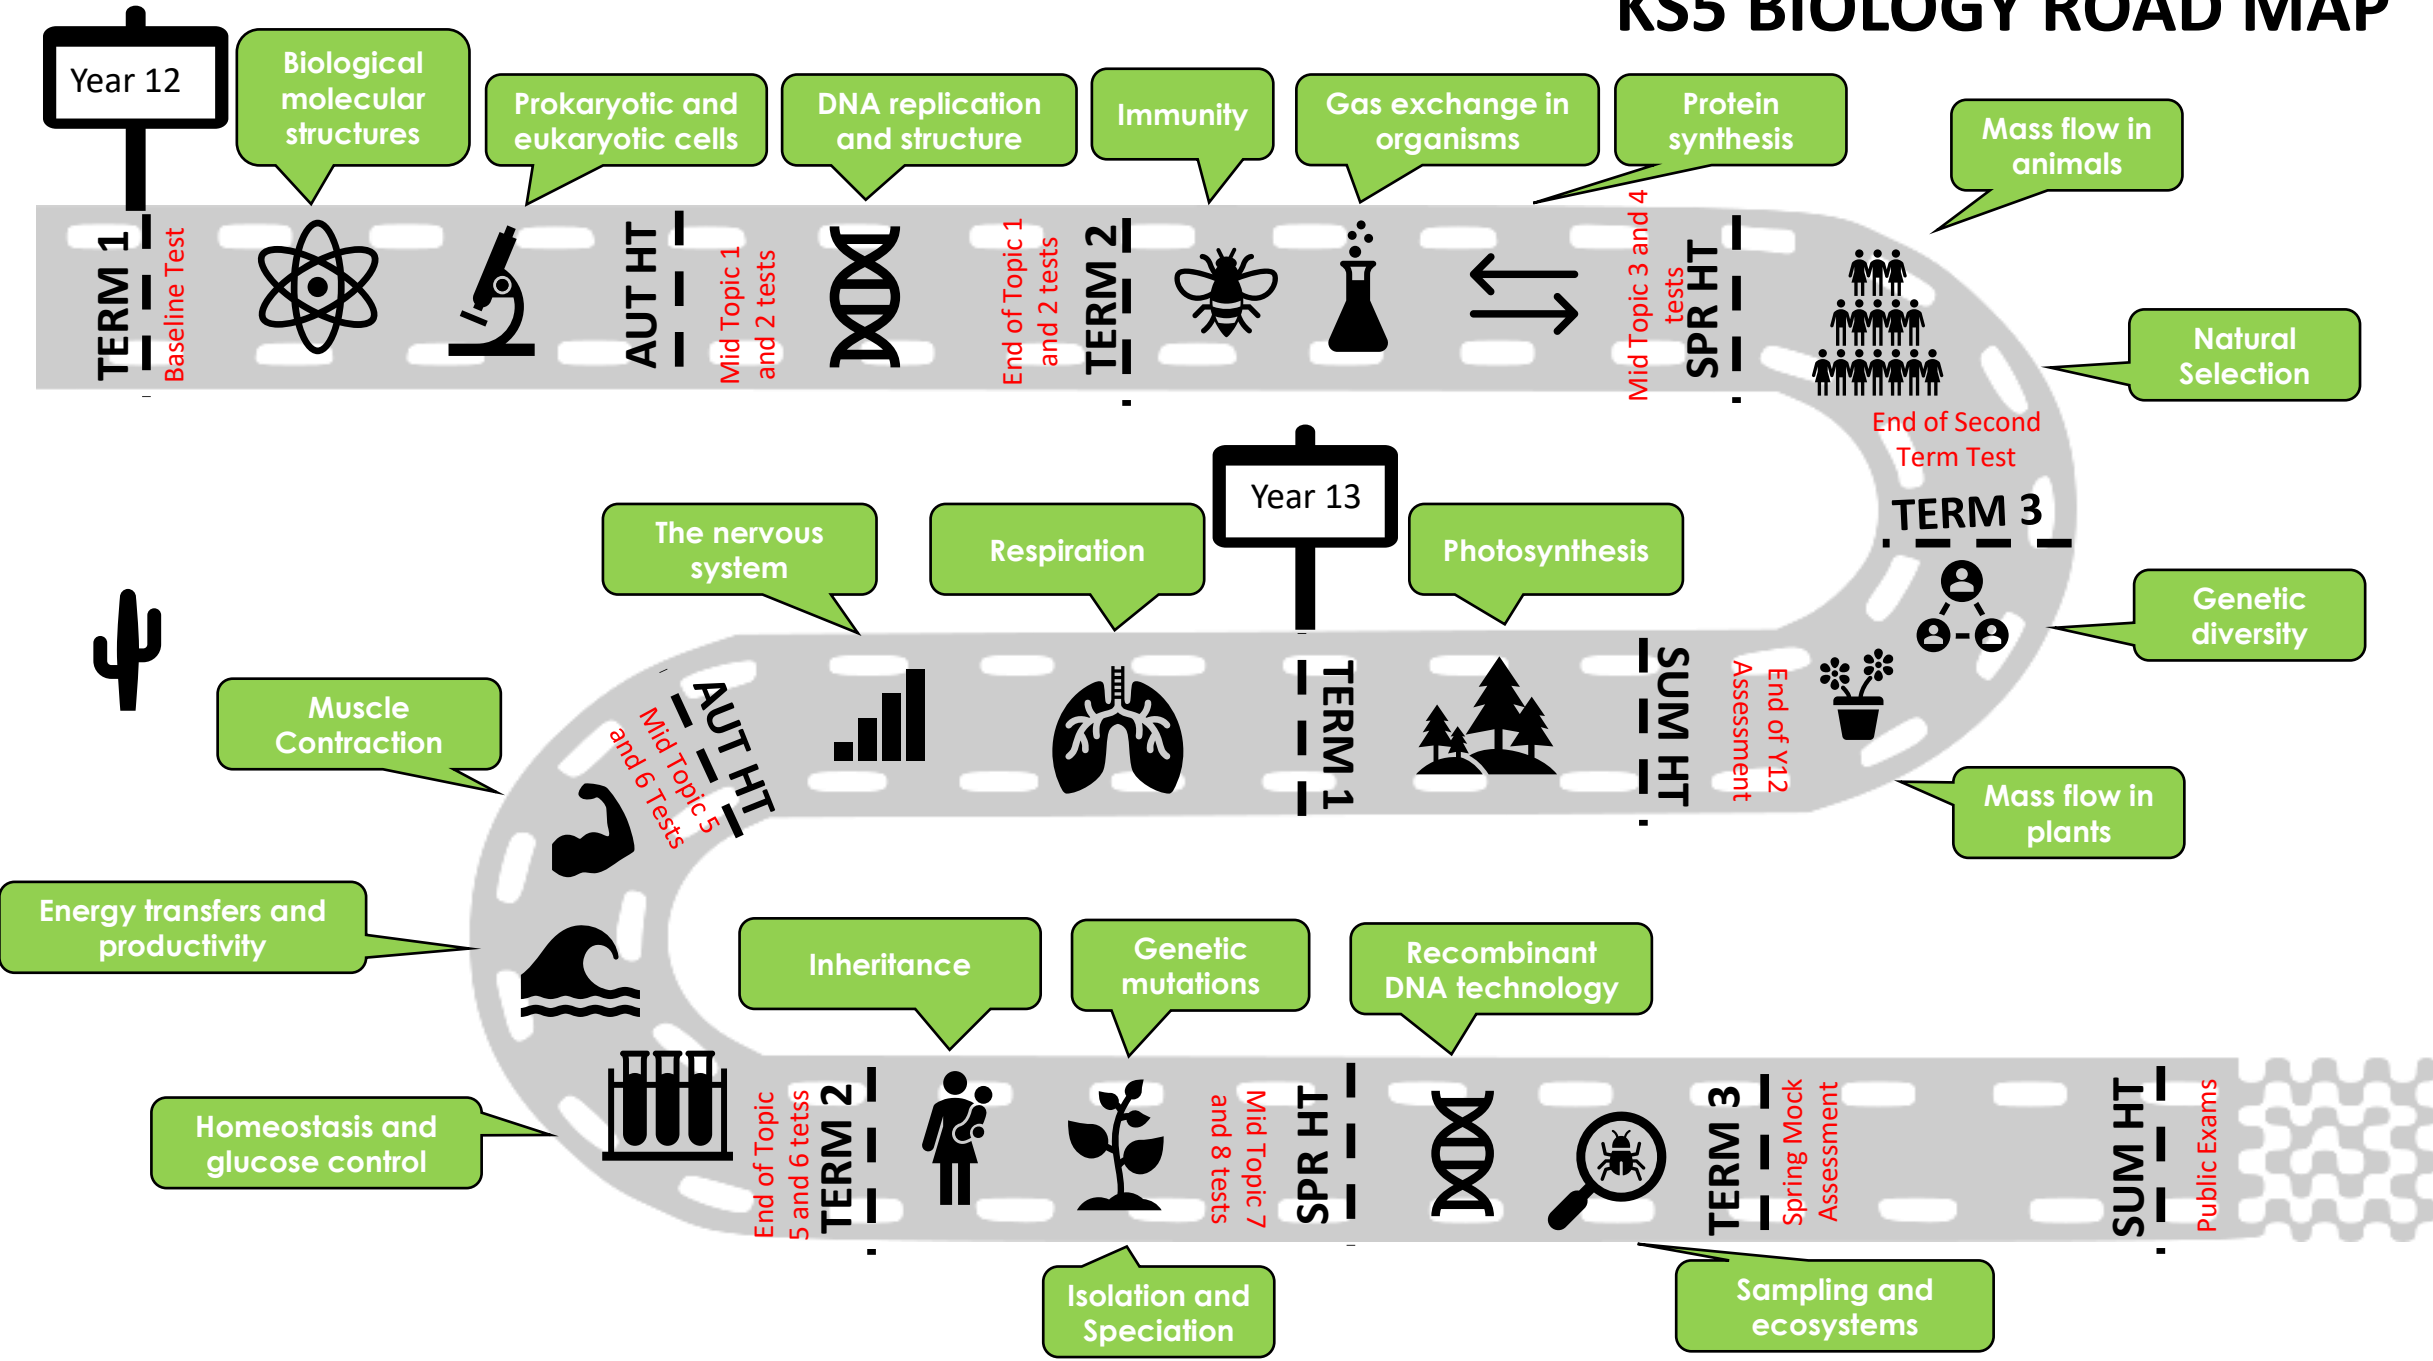 KS5 BIOLOGY ROAD MAP
Year 12
Biological
molecular
structures
Prokaryotic and
eukaryotic cells
DNA replication
and structure
Immunity
Gas exchange in
organisms
Protein
synthesis
Mass flow in
animals
TERM 1
Baseline Test
AUT HT
Mid Topic 1
and 2 tests
End of Topic 1
and 2 tests
TERM 2
Mid Topic 3 and 4
tests
SPR HT
Natural
Selection
End of Second
Term Test
TERM 3
Genetic
diversity
Mass flow in
plants
End of Y12
Assessment
SUM HT
Photosynthesis
Year 13
TERM 1
Respiration
The nervous
system
AUT HT
Mid Topic 5
and 6 Tests
Muscle
Contraction
Energy transfers and
productivity
Homeostasis and
glucose control
End of Topic
5 and 6 tetss
TERM 2
Inheritance
Genetic
mutations
Isolation and
Speciation
Mid Topic 7
and 8 tests
SPR HT
Recombinant
DNA technology
Sampling and
ecosystems
TERM 3
Spring Mock
Assessment
SUM HT
Public Exams